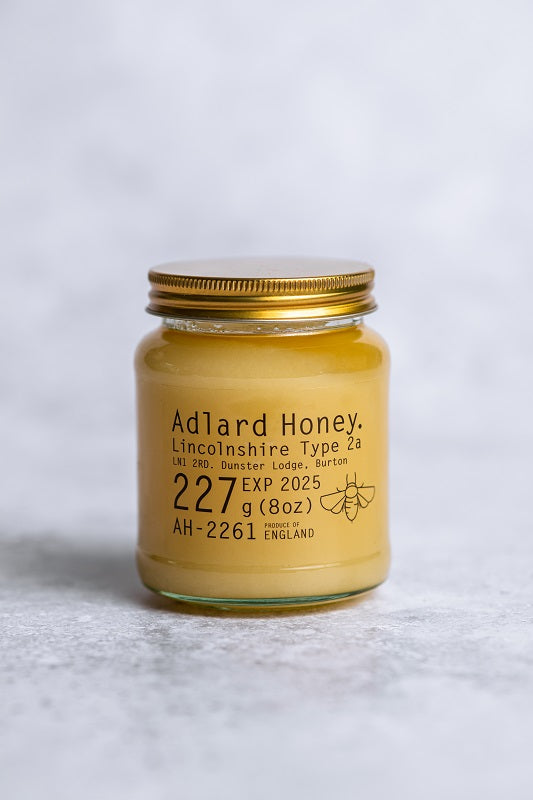 Adlard Honey.
Lincolnshire Type 2a
LN1 2RD. Dunster Lodge, Burton
227 EXP 2025
g (8oz)
AH-2261 PRODUCE OF
ENGLAND